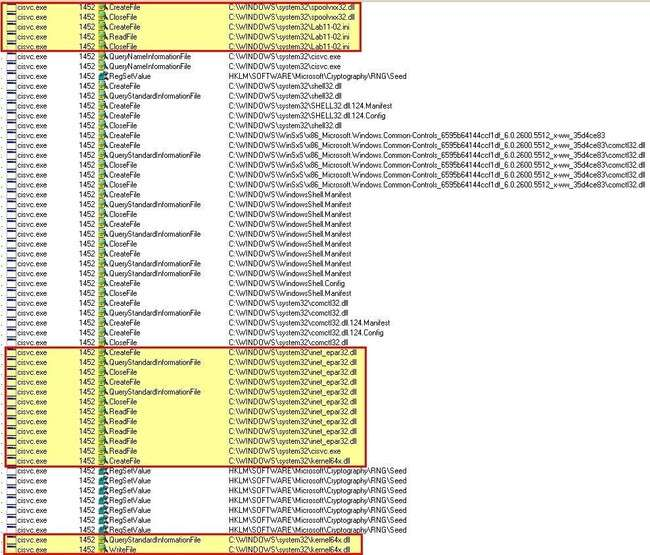 cisvc.exe 1452 CreateFile C:\WINDOWS\system32\spoolvxx32.dll
cisvc.exe 1452 CloseFile C:\WINDOWS\system32\spoolvxx32.dll
cisvc.exe 1452 CreateFile C:\WINDOWS\system32\Lab11-02.ini
cisvc.exe 1452 ReadFile C:\WINDOWS\system32\Lab11-02.ini
cisvc.exe 1452 CloseFile C:\WINDOWS\system32\Lab11-02.ini
cisvc.exe 1452 QueryNameInformationFile C:\WINDOWS\system32\cisvc.exe
cisvc.exe 1452 QueryNameInformationFile C:\WINDOWS\system32\cisvc.exe
cisvc.exe 1452 RegSetValue HKLM\SOFTWARE\Microsoft\Cryptography\RNG\Seed
cisvc.exe 1452 CreateFile C:\WINDOWS\system32\shell32.dll
cisvc.exe 1452 QueryStandardInformationFile C:\WINDOWS\system32\shell32.dll
cisvc.exe 1452 CreateFile C:\WINDOWS\system32\SHELL32.dll.124.Manifest
cisvc.exe 1452 CreateFile C:\WINDOWS\system32\SHELL32.dll.124.Config
cisvc.exe 1452 CloseFile C:\WINDOWS\system32\shell32.dll
cisvc.exe 1452 CreateFile C:\WINDOWS\WinSxS\x86_Microsoft.Windows.Common-Controls_6595b64144ccf1df_6.0.2600.5512_x-ww_35d4ce83
cisvc.exe 1452 CreateFile C:\WINDOWS\WinSxS\x86_Microsoft.Windows.Common-Controls_6595b64144ccf1df_6.0.2600.5512_x-ww_35d4ce83\comctl32.dll
cisvc.exe 1452 QueryStandardInformationFile C:\WINDOWS\WinSxS\x86_Microsoft.Windows.Common-Controls_6595b64144ccf1df_6.0.2600.5512_x-ww_35d4ce83\comctl32.dll
cisvc.exe 1452 CloseFile C:\WINDOWS\WinSxS\x86_Microsoft.Windows.Common-Controls_6595b64144ccf1df_6.0.2600.5512_x-ww_35d4ce83\comctl32.dll
cisvc.exe 1452 CreateFile C:\WINDOWS\WinSxS\x86_Microsoft.Windows.Common-Controls_6595b64144ccf1df_6.0.2600.5512_x-ww_35d4ce83\comctl32.dll
cisvc.exe 1452 CloseFile C:\WINDOWS\WinSxS\x86_Microsoft.Windows.Common-Controls_6595b64144ccf1df_6.0.2600.5512_x-ww_35d4ce83\comctl32.dll
cisvc.exe 1452 CreateFile C:\WINDOWS\WindowsShell.Manifest
cisvc.exe 1452 QueryStandardInformationFile C:\WINDOWS\WindowsShell.Manifest
cisvc.exe 1452 CloseFile C:\WINDOWS\WindowsShell.Manifest
cisvc.exe 1452 CreateFile C:\WINDOWS\WindowsShell.Manifest
cisvc.exe 1452 QueryStandardInformationFile C:\WINDOWS\WindowsShell.Manifest
cisvc.exe 1452 CloseFile C:\WINDOWS\WindowsShell.Manifest
cisvc.exe 1452 CreateFile C:\WINDOWS\WindowsShell.Manifest
cisvc.exe 1452 QueryStandardInformationFile C:\WINDOWS\WindowsShell.Manifest
cisvc.exe 1452 CreateFile C:\WINDOWS\WindowsShell.Config
cisvc.exe 1452 CloseFile C:\WINDOWS\WindowsShell.Manifest
cisvc.exe 1452 CreateFile C:\WINDOWS\system32\comctl32.dll
cisvc.exe 1452 QueryStandardInformationFile C:\WINDOWS\system32\comctl32.dll
cisvc.exe 1452 CreateFile C:\WINDOWS\system32\comctl32.dll.124.Manifest
cisvc.exe 1452 CreateFile C:\WINDOWS\system32\comctl32.dll.124.Config
cisvc.exe 1452 CloseFile C:\WINDOWS\system32\comctl32.dll
cisvc.exe 1452 CreateFile C:\WINDOWS\system32\inet_epar32.dll
cisvc.exe 1452 QueryStandardInformationFile C:\WINDOWS\system32\inet_epar32.dll
cisvc.exe 1452 CloseFile C:\WINDOWS\system32\inet_epar32.dll
cisvc.exe 1452 CreateFile C:\WINDOWS\system32\inet_epar32.dll
cisvc.exe 1452 QueryStandardInformationFile C:\WINDOWS\system32\inet_epar32.dll
cisvc.exe 1452 CloseFile C:\WINDOWS\system32\inet_epar32.dll
cisvc.exe 1452 ReadFile C:\WINDOWS\system32\inet_epar32.dll
cisvc.exe 1452 ReadFile C:\WINDOWS\system32\inet_epar32.dll
cisvc.exe 1452 ReadFile C:\WINDOWS\system32\inet_epar32.dll
cisvc.exe 1452 ReadFile C:\WINDOWS\system32\inet_epar32.dll
cisvc.exe 1452 ReadFile C:\WINDOWS\system32\cisvc.exe
cisvc.exe 1452 CreateFile C:\WINDOWS\system32\kernel64x.dll
cisvc.exe 1452 RegSetValue HKLM\SOFTWARE\Microsoft\Cryptography\RNG\Seed
cisvc.exe 1452 RegSetValue HKLM\SOFTWARE\Microsoft\Cryptography\RNG\Seed
cisvc.exe 1452 RegSetValue HKLM\SOFTWARE\Microsoft\Cryptography\RNG\Seed
cisvc.exe 1452 RegSetValue HKLM\SOFTWARE\Microsoft\Cryptography\RNG\Seed
cisvc.exe 1452 RegSetValue HKLM\SOFTWARE\Microsoft\Cryptography\RNG\Seed
cisvc.exe 1452 RegSetValue HKLM\SOFTWARE\Microsoft\Cryptography\RNG\Seed
cisvc.exe 1452 RegSetValue HKLM\SOFTWARE\Microsoft\Cryptography\RNG\Seed
cisvc.exe 1452 QueryStandardInformationFile C:\WINDOWS\system32\kernel64x.dll
cisvc.exe 1452 WriteFile C:\WINDOWS\system32\kernel64x.dll